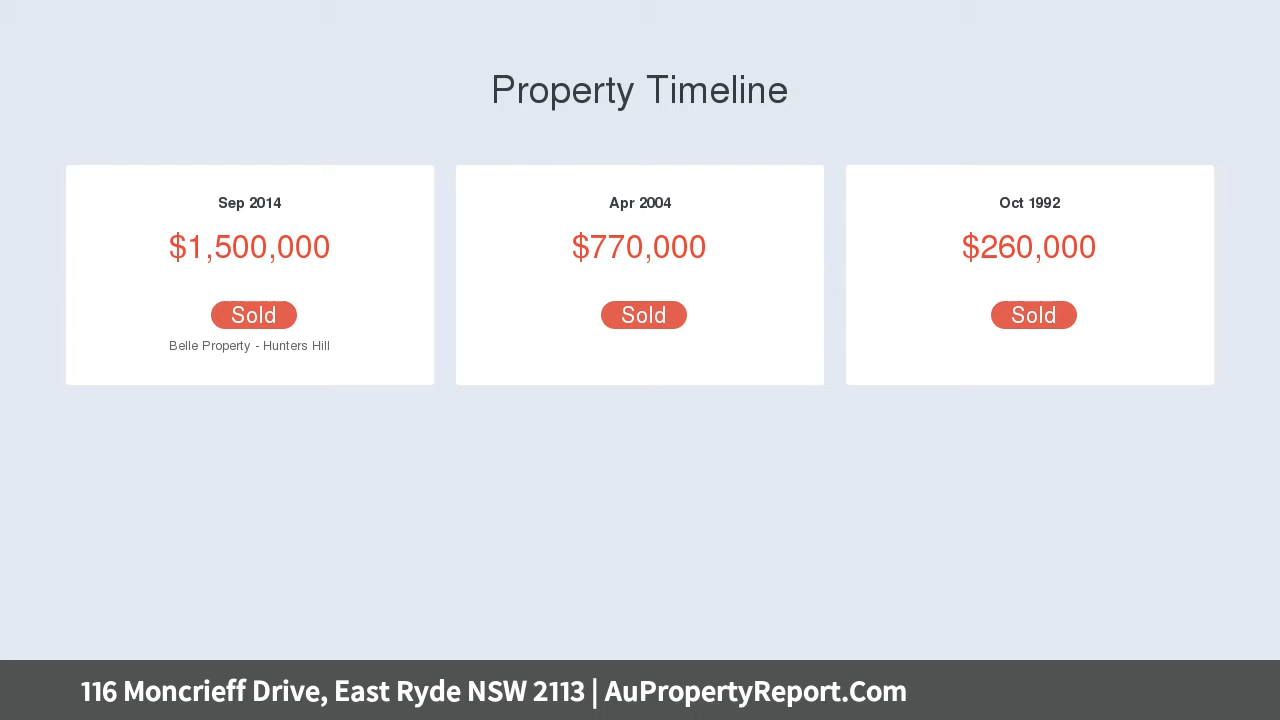 Property Timeline
Sep 2014
$1,500,000
Sold
Belle Property - Hunters Hill
Apr 2004
$770,000
Sold
Oct 1992
$260,000
Sold
116 Moncrieff Drive, East Ryde NSW 2113 | AuPropertyReport.Com